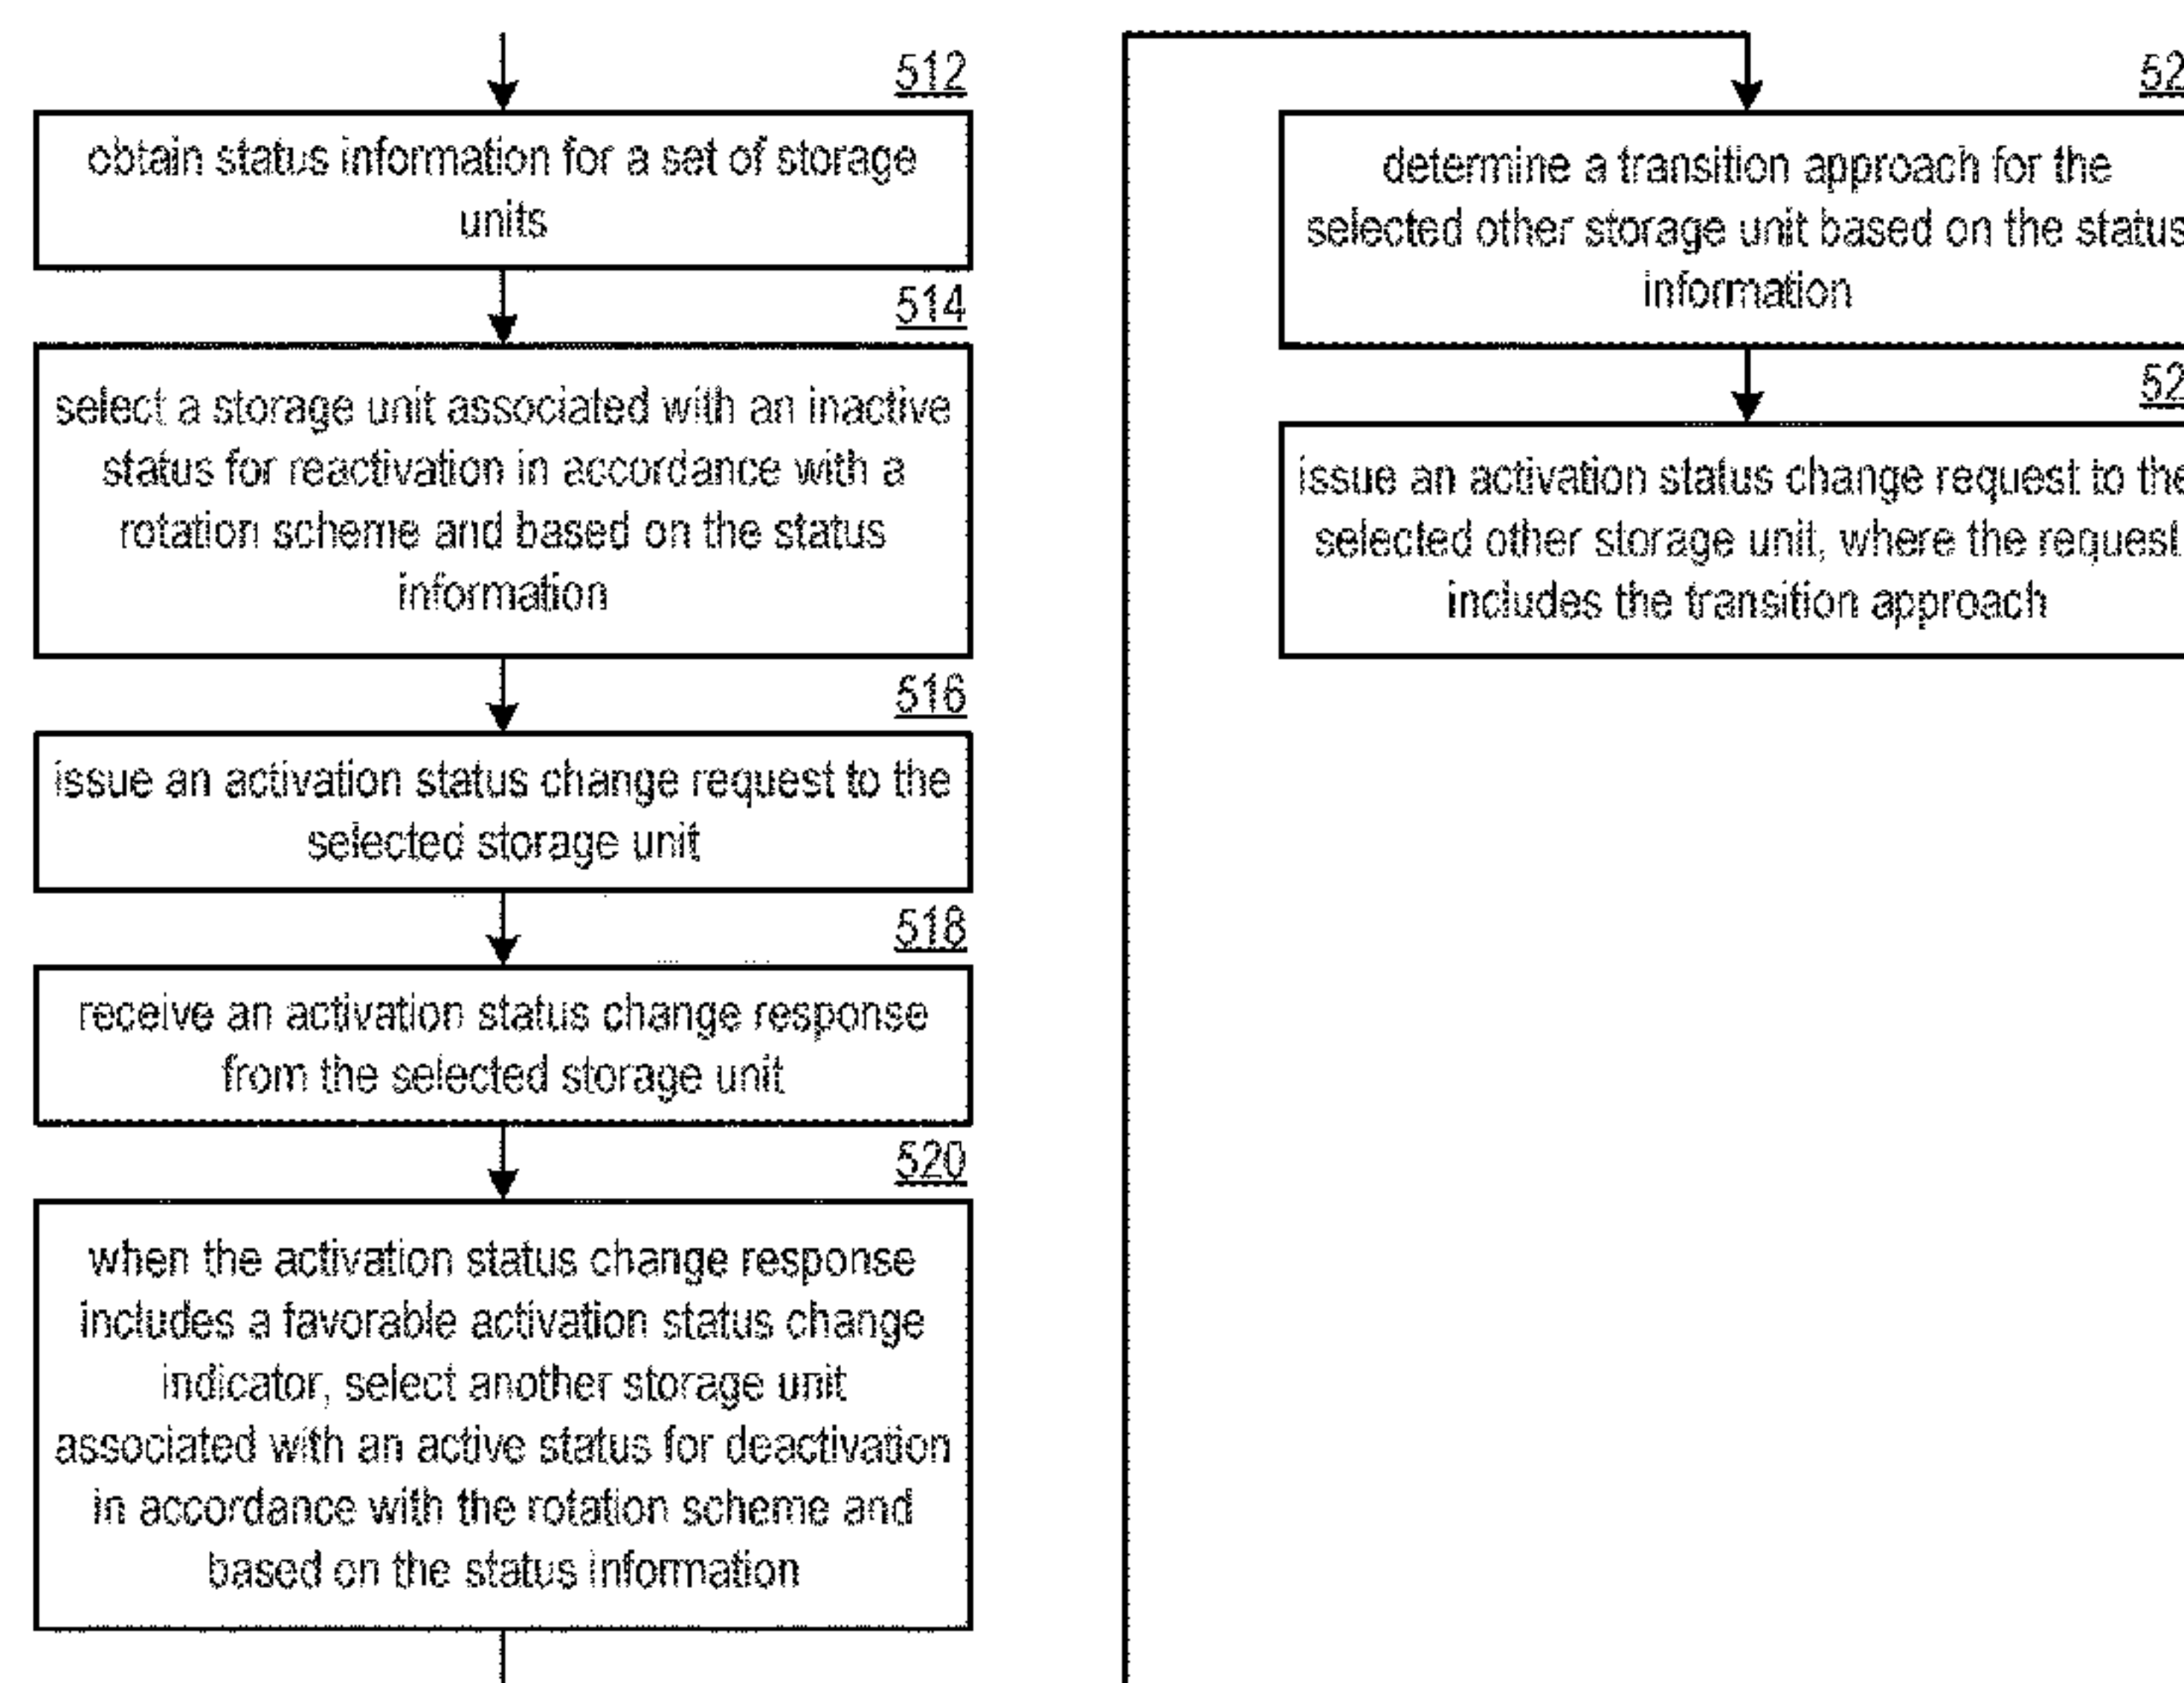 512
obtain status information for a set of storage
units
514
select a storage unit associated with an inactive
status for reactivation in accordance with a
rotation scheme and based on the status
information
516
issue an activation status change request to the
selected storage unit
518
receive an activation status change response
from the selected storage unit
520
when the activation status change response
includes a favorable activation status change
indicator, select another storage unit
associated with an active status for deactivation
in accordance with the rotation scheme and
based on the status information
determine a transition approach for the
selected other storage unit based on the status
information
issue an activation status change request to the
selected other storage unit, where the request
includes the transition approach